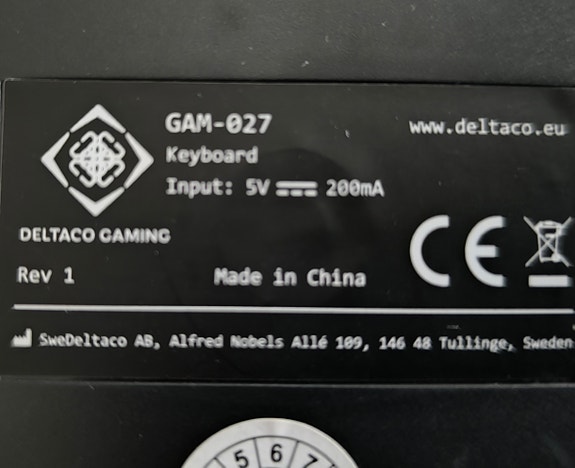 GAM-027
www.deltaco.eu
Keyboard
Input: 5V 200mA
DELTACO GAMING
CE
Rev 1
Made in China
SweDeltaco AB, Alfred Nobels Allé 109, 146 48 Tullinge, Sweden
5 6 7